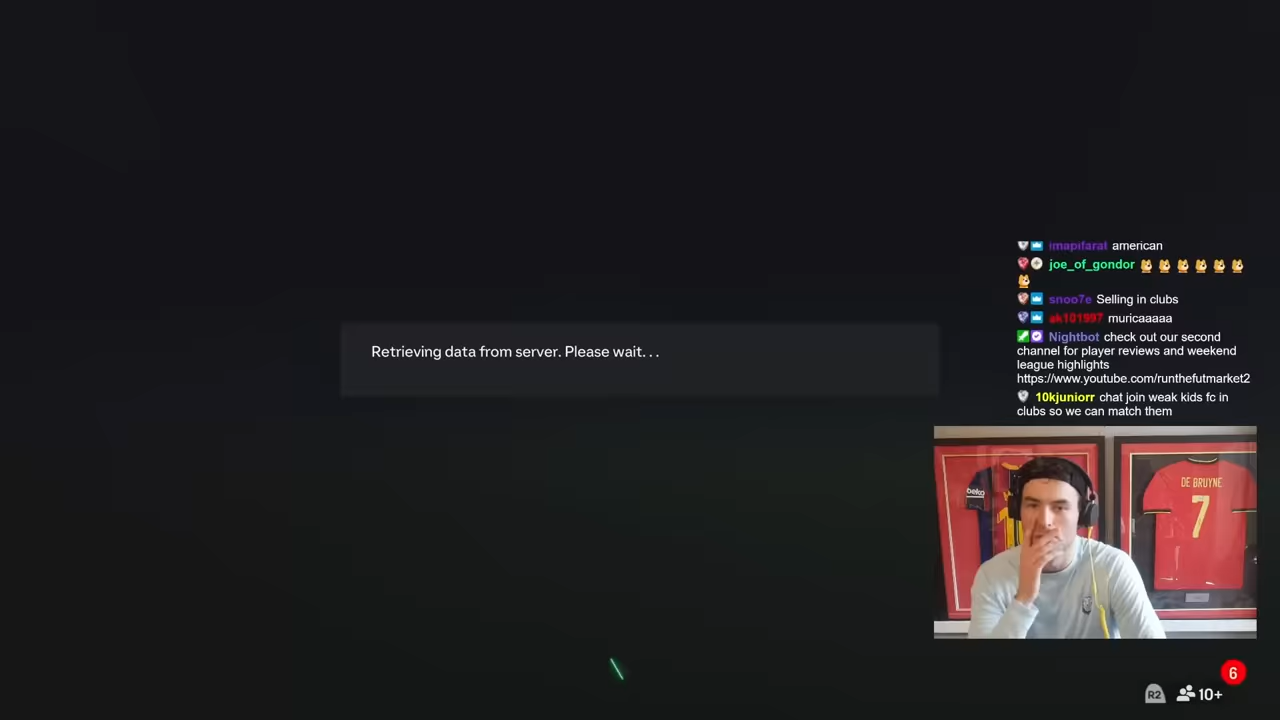 imapifaral american
joe_of_gondor
snoo7e Selling in clubs
ak101997 muricaaaaa
Nightbot check out our second
channel for player reviews and weekend
league highlights
https://www.youtube.com/runthefutmarket2
10kjuniorr chat join weak kids fc in
clubs so we can match them
Retrieving data from server. Please wait. . .
beko
DE BRUYNE
7
6
R2 10+